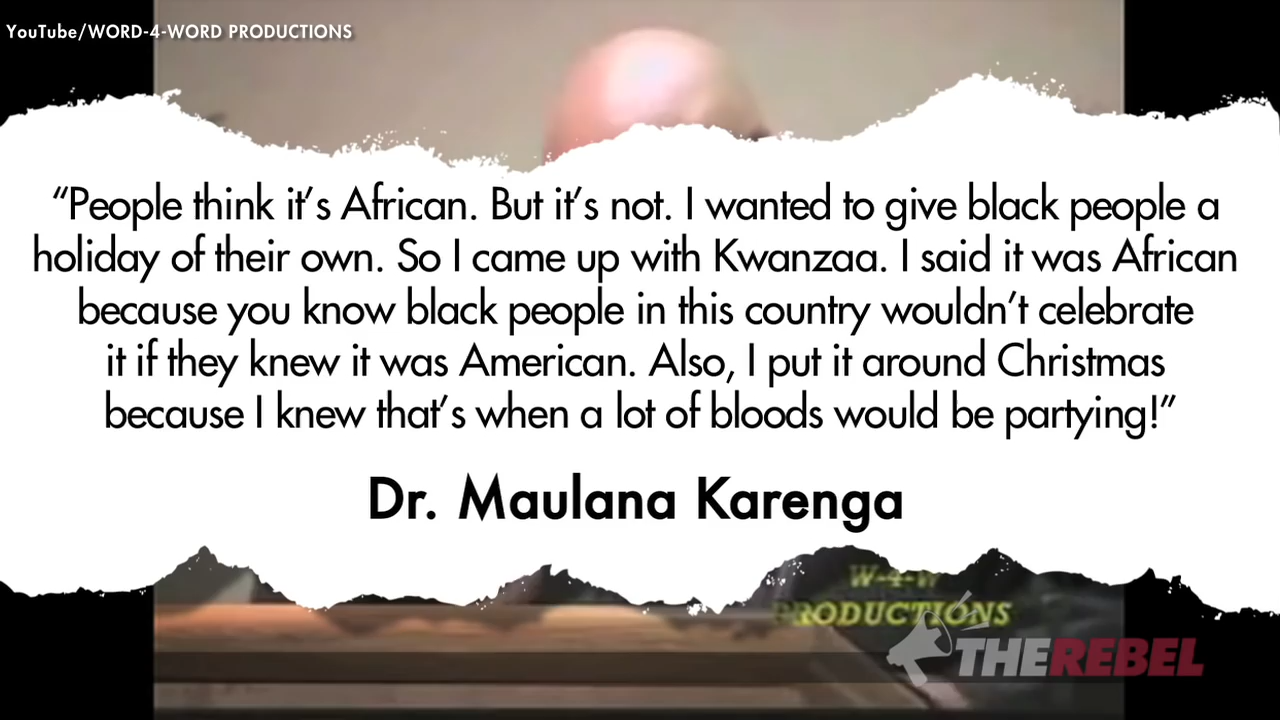 YouTube/WORD-4-WORD PRODUCTIONS
“People think it’s African. But it’s not. I wanted to give black people a
holiday of their own. So I came up with Kwanzaa. I said it was African
because you know black people in this country wouldn’t celebrate
it if they knew it was American. Also, I put it around Christmas
because I knew that’s when a lot of bloods would be partying!”
Dr. Maulana Karenga
W-4-W
PRODUCTIONS
THEREBEL